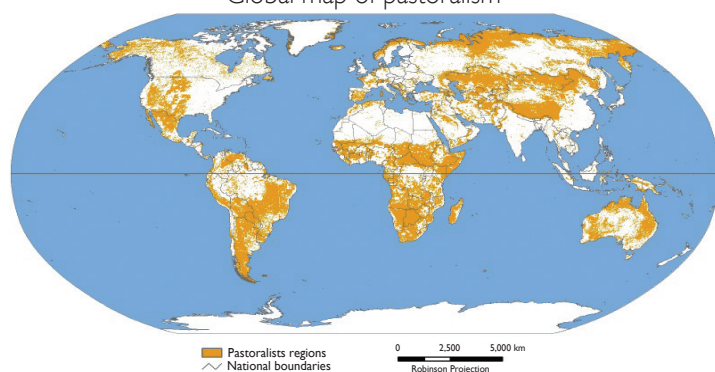 Global map of pastoralism
Pastoralists regions
National boundaries
0 2,500 5,000 km
Robinson Projection